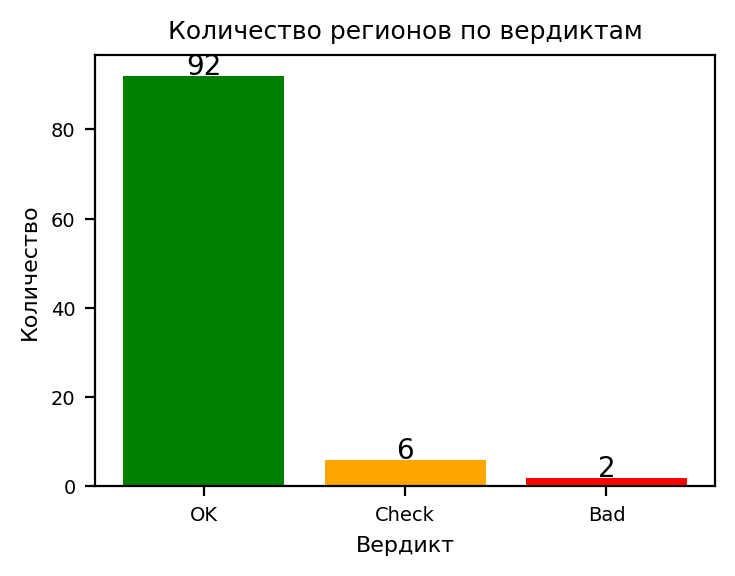 Количество регионов по вердиктам
92
80
60
40
20
0
6
2
Количество
OK
Check
Bad
Вердикт